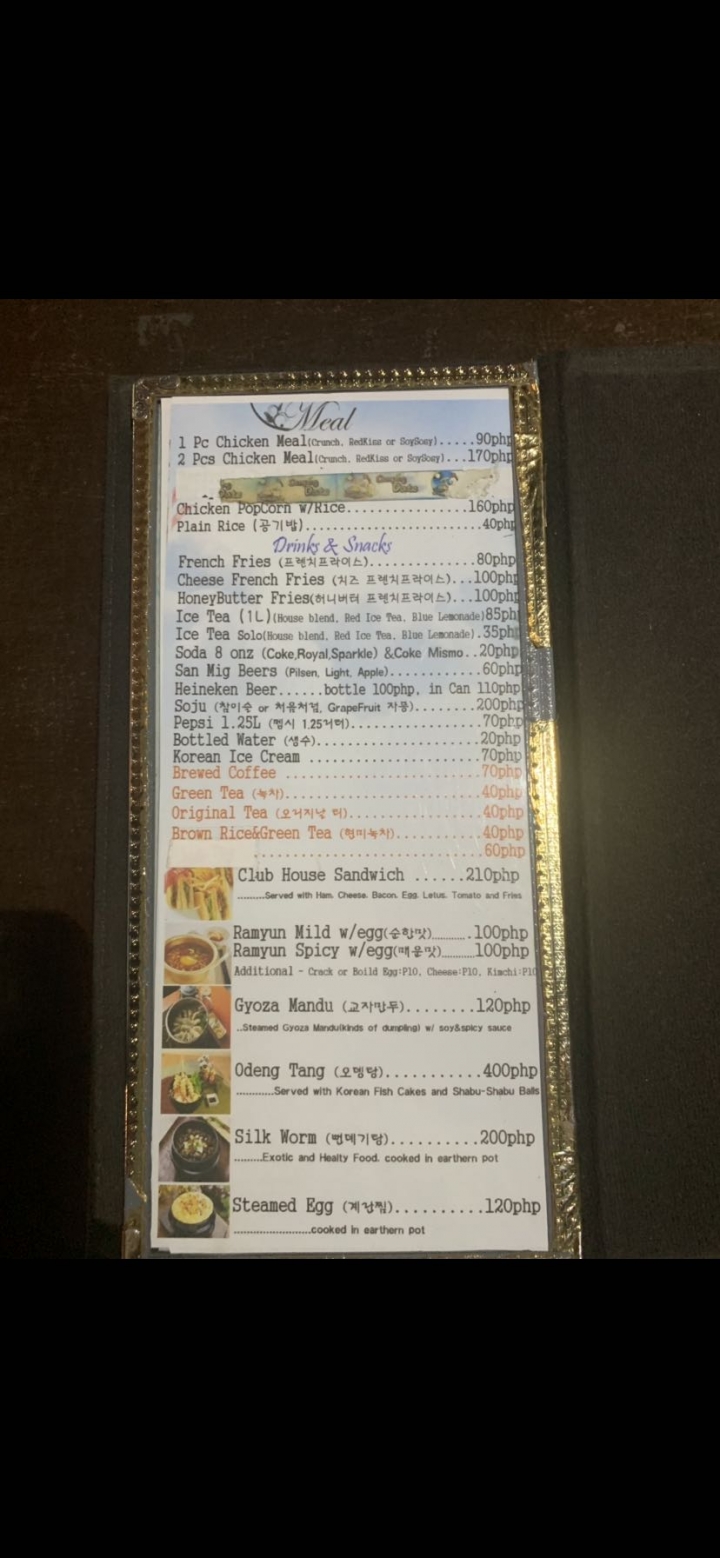 Meal
1 Pc Chicken Meal(Crunch, RedKiss or SoySosy).....90php
2 Pcs Chicken Meal(Crunch, RedKiss or SoySosy)...170php
Chicken PopCorn w/Rice................160php
Plain Rice (공기밥)..........................40php
Drinks & Snacks
French Fries (프렌치프라이스)..............80php
Cheese French Fries (치즈 프렌치프라이스)...100php
HoneyButter Fries(허니버터 프렌치프라이스)...100php
Ice Tea (1L)(House blend, Red Ice Tea, Blue Lemonade)85php
Ice Tea Solo(House blend, Red Ice Tea, Blue Lemonade).35php
Soda 8 onz (Coke,Royal,Sparkle) &Coke Mismo..20php
San Mig Beers (Pilsen, Light, Apple)............60php
Heineken Beer......bottle 100php, in Can 110php
Soju (참이슬 or 처음처럼, GrapeFruit 자몽)........200php
Pepsi 1.25L (펩시 1.25리터)..................70php
Bottled Water (생수).......................20php
Korean Ice Cream .......................70php
Brewed Coffee ..........................70php
Green Tea (녹차)..........................40php
Original Tea (오리지널 티)..................40php
Brown Rice&Green Tea (현미녹차)............40php
..............................60php
Club House Sandwich ......210php
..........Served with Ham, Cheese, Bacon, Egg, Letus, Tomato and Friss
Ramyun Mild w/egg(순한맛)............100php
Ramyun Spicy w/egg(매운맛)............100php
Additional - Crack or Boild Egg:P10, Cheese:P10, Kimchi:P10
Gyoza Mandu (교자만두)........120php
..Steamed Gyoza Mandu(kinds of dumpling) w/ soy&spicy sauce
Odeng Tang (오뎅탕)...........400php
............Served with Korean Fish Cakes and Shabu-Shabu Balls
Silk Worm (번데기탕)..........200php
.........Exotic and Healty Food, cooked in earthern pot
Steamed Egg (계란찜)..........120php
........................cooked in earthern pot